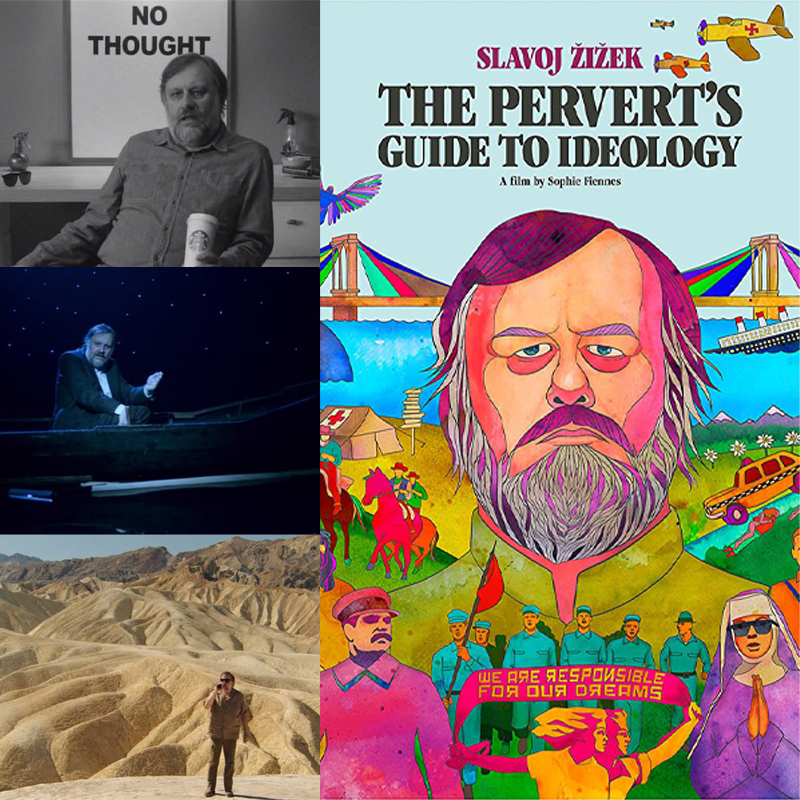 NO
THOUGHT
SLAVOJ ŽIŽEK
THE PERVERT'S
GUIDE TO IDEOLOGY
A film by Sophie Fiennes
WE ARE RESPONSIBLE
FOR OUR DREAMS